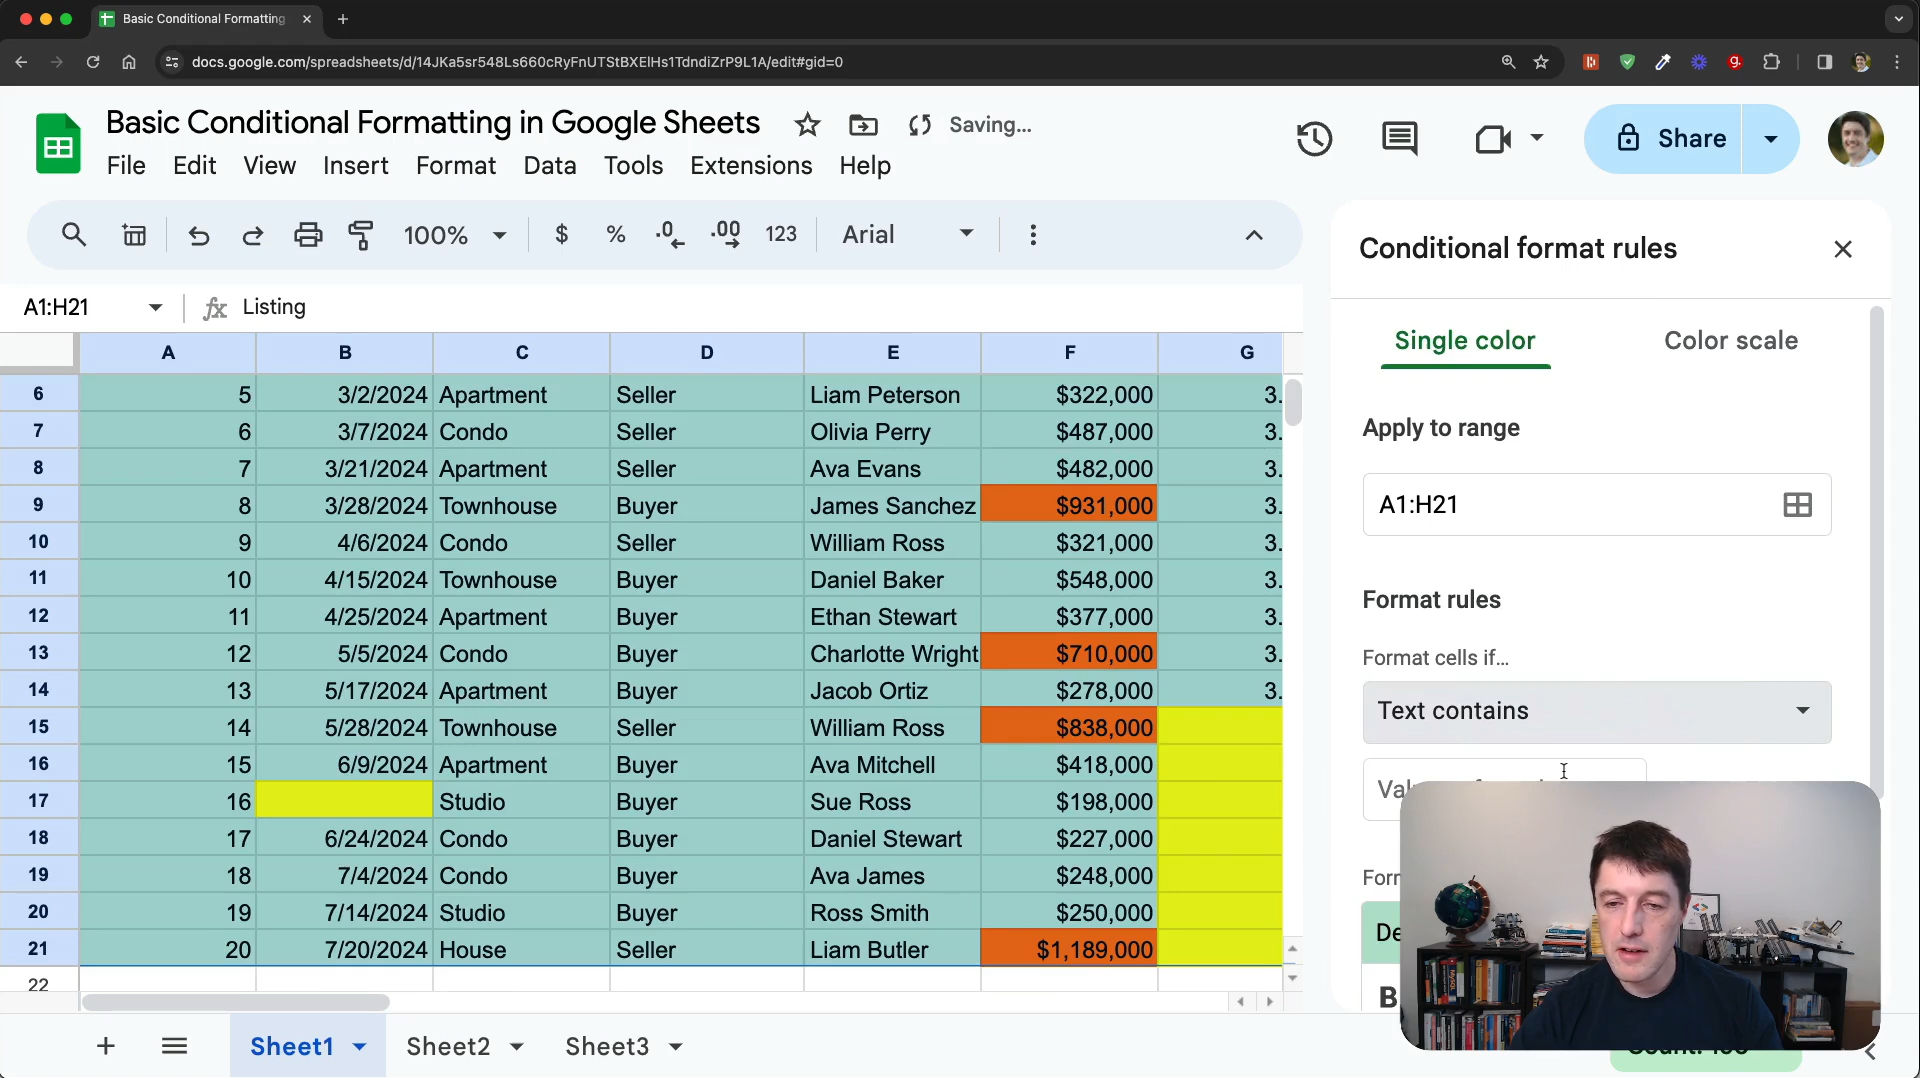 Basic Conditional Formatting
docs.google.com/spreadsheets/d/14JKa5sr548Ls660cRyFnUTStBXElHs1TdndiZrP9L1A/edit#gid=0
Basic Conditional Formatting in Google Sheets Saving...
File Edit View Insert Format Data Tools Extensions Help
Share
100% $ % .0 .00 123 Arial
A1:H21 Listing
A B C D E F G
6 5 3/2/2024 Apartment Seller Liam Peterson $322,000 3.
7 6 3/7/2024 Condo Seller Olivia Perry $487,000 3.
8 7 3/21/2024 Apartment Seller Ava Evans $482,000 3.
9 8 3/28/2024 Townhouse Buyer James Sanchez $931,000 3.
10 9 4/6/2024 Condo Seller William Ross $321,000 3.
11 10 4/15/2024 Townhouse Buyer Daniel Baker $548,000 3.
12 11 4/25/2024 Apartment Buyer Ethan Stewart $377,000 3.
13 12 5/5/2024 Condo Buyer Charlotte Wright $710,000 3.
14 13 5/17/2024 Apartment Buyer Jacob Ortiz $278,000 3.
15 14 5/28/2024 Townhouse Seller William Ross $838,000
16 15 6/9/2024 Apartment Buyer Ava Mitchell $418,000
17 16 Studio Buyer Sue Ross $198,000
18 17 6/24/2024 Condo Buyer Daniel Stewart $227,000
19 18 7/4/2024 Condo Buyer Ava James $248,000
20 19 7/14/2024 Studio Buyer Ross Smith $250,000
21 20 7/20/2024 House Seller Liam Butler $1,189,000
22
Sheet1 Sheet2 Sheet3
Conditional format rules
Single color Color scale
Apply to range
A1:H21
Format rules
Format cells if...
Text contains
B